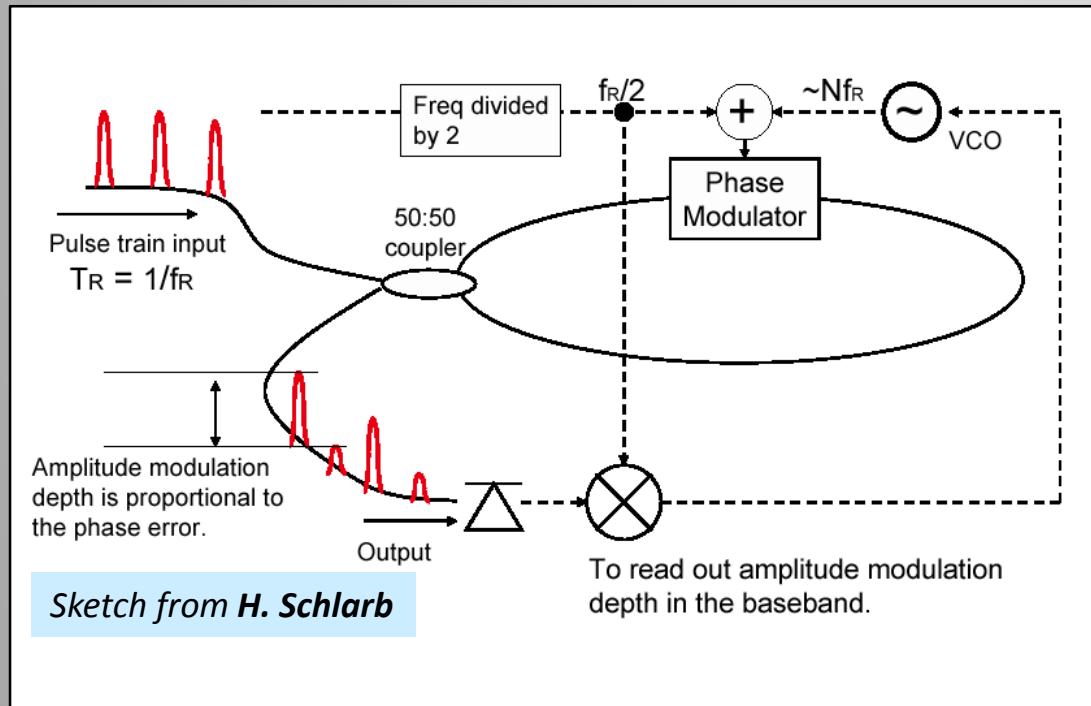 Freq divided
by 2
fR/2
+
~NfR
~
VCO
Phase
Modulator
50:50
coupler
Pulse train input
TR = 1/fR
Amplitude modulation
depth is proportional to
the phase error.
Output
To read out amplitude modulation
depth in the baseband.
Sketch from H. Schlarb